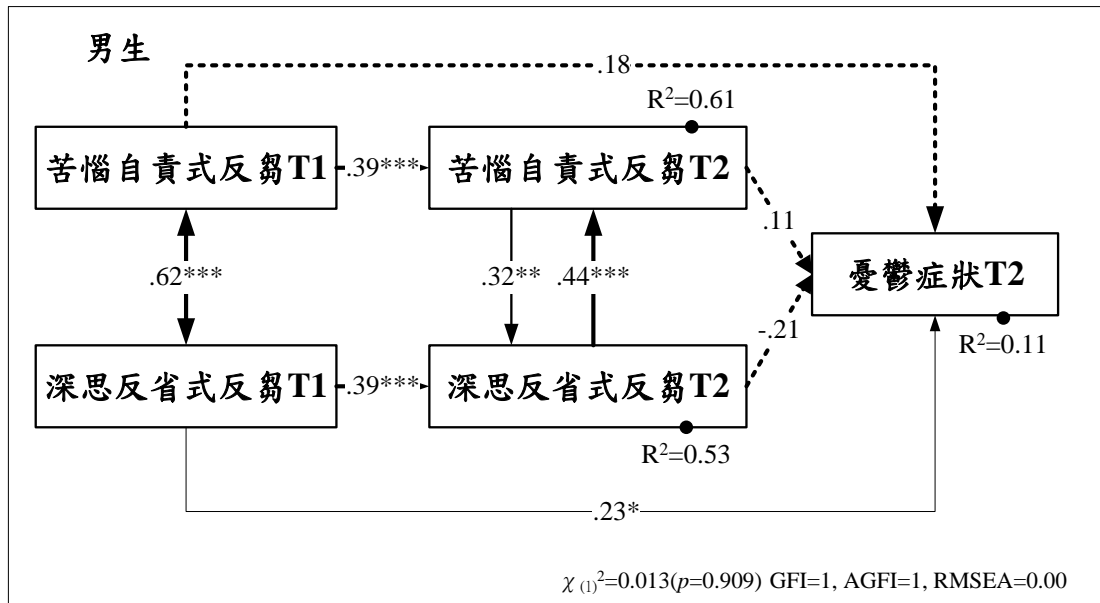 男生
.18
R²=0.61
苦惱自責式反芻T1
.39***
苦惱自責式反芻T2
.11
.62***
.32**
.44***
憂鬱症狀T2
-.21
R²=0.11
深思反省式反芻T1
.39***
深思反省式反芻T2
R²=0.53
.23*
χ₍₁₎²=0.013(p=0.909) GFI=1, AGFI=1, RMSEA=0.00